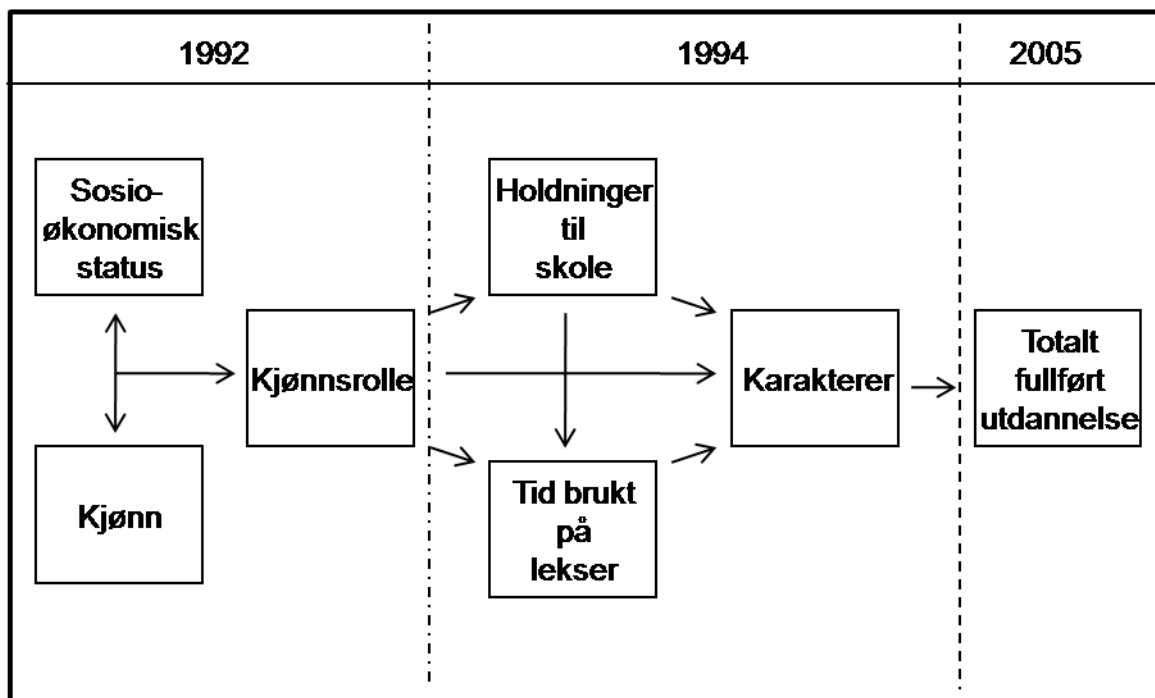 1992
1994
2005
Sosio-
økonomisk
status
Kjønn
Kjønnsrolle
Holdninger
til
skole
Tid brukt
på
lekser
Karakterer
Totalt
fullført
utdannelse